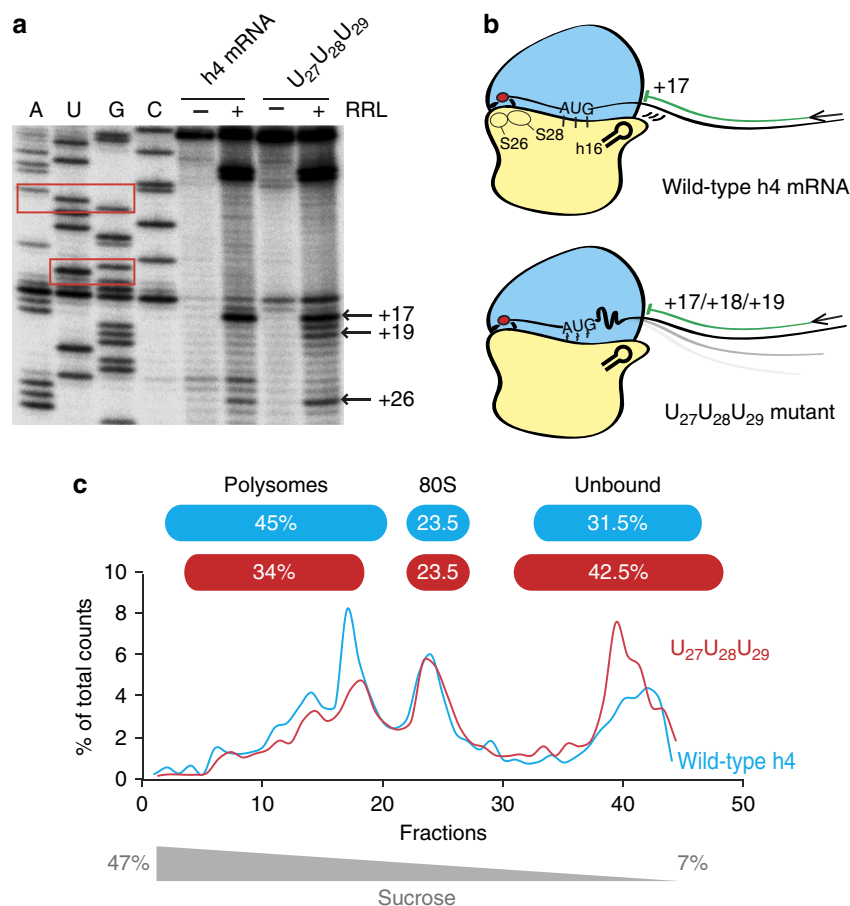 a
h4 mRNA
U27U28U29
A U G C − + − + RRL
+17
+19
+26
b
+17
AUG
S26
S28
h16
Wild-type h4 mRNA
+17/+18/+19
AUG
U27U28U29 mutant
c
Polysomes 80S Unbound
45% 23.5 31.5%
34% 23.5 42.5%
% of total counts
10
8
6
4
2
0
U27U28U29
Wild-type h4
0 10 20 30 40 50
Fractions
47% 7%
Sucrose